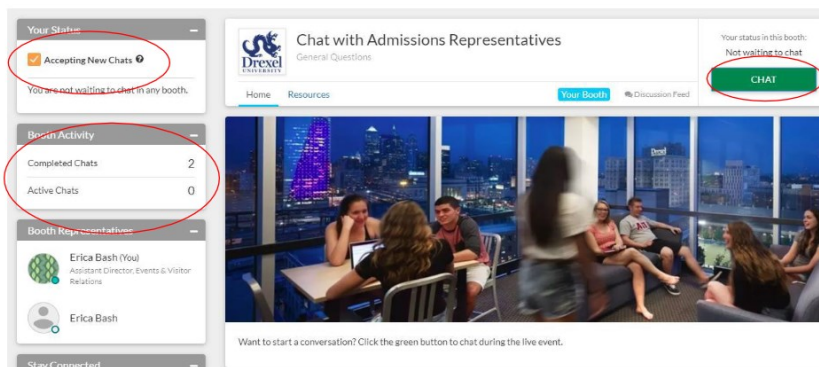 Your Status
Accepting New Chats
You are not waiting to chat in any booth.
Booth Activity
Completed Chats 2
Active Chats 0
Booth Representatives
Erica Bash (You)
Assistant Director, Events & Visitor
Relations
Erica Bash
Stay Connected
Drexel
UNIVERSITY
Chat with Admissions Representatives
General Questions
Home Resources Your Booth Discussion Feed
Your status in this booth:
Not waiting to chat
CHAT
Drexel
Want to start a conversation? Click the green button to chat during the live event.